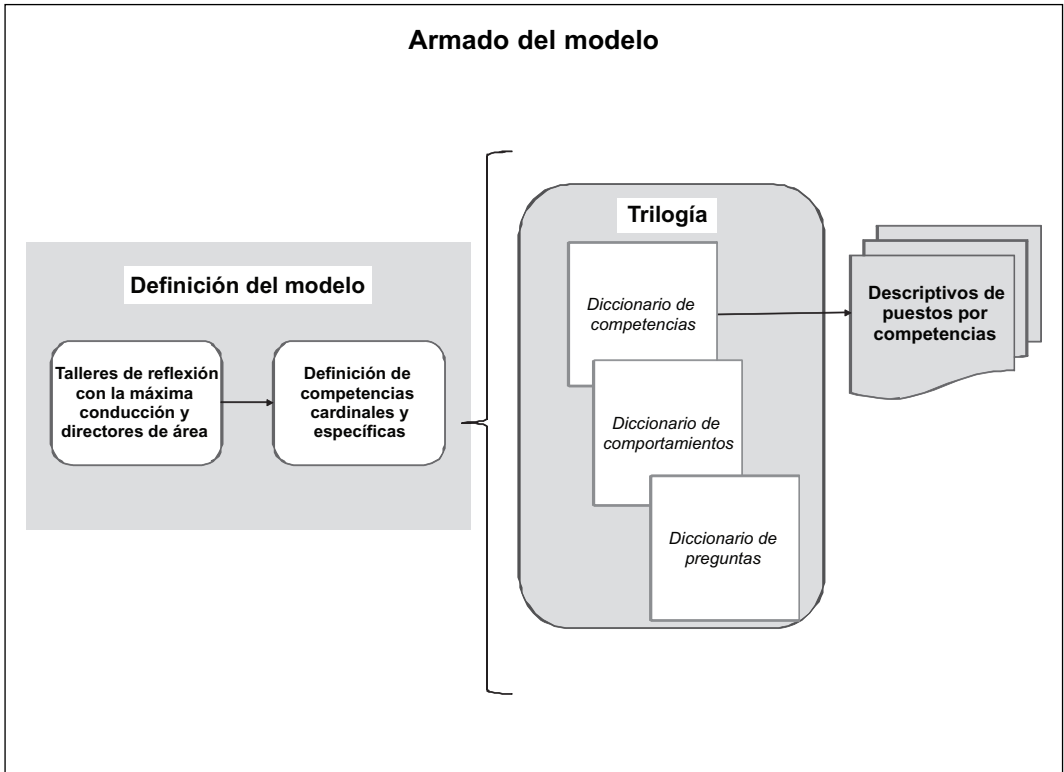 Armado del modelo
Definición del modelo
Talleres de reflexión
con la máxima
conducción y
directores de área
Definición de
competencias
cardinales y
específicas
Trilogía
Diccionario de
competencias
Diccionario de
comportamientos
Diccionario de
preguntas
Descriptivos de
puestos por
competencias